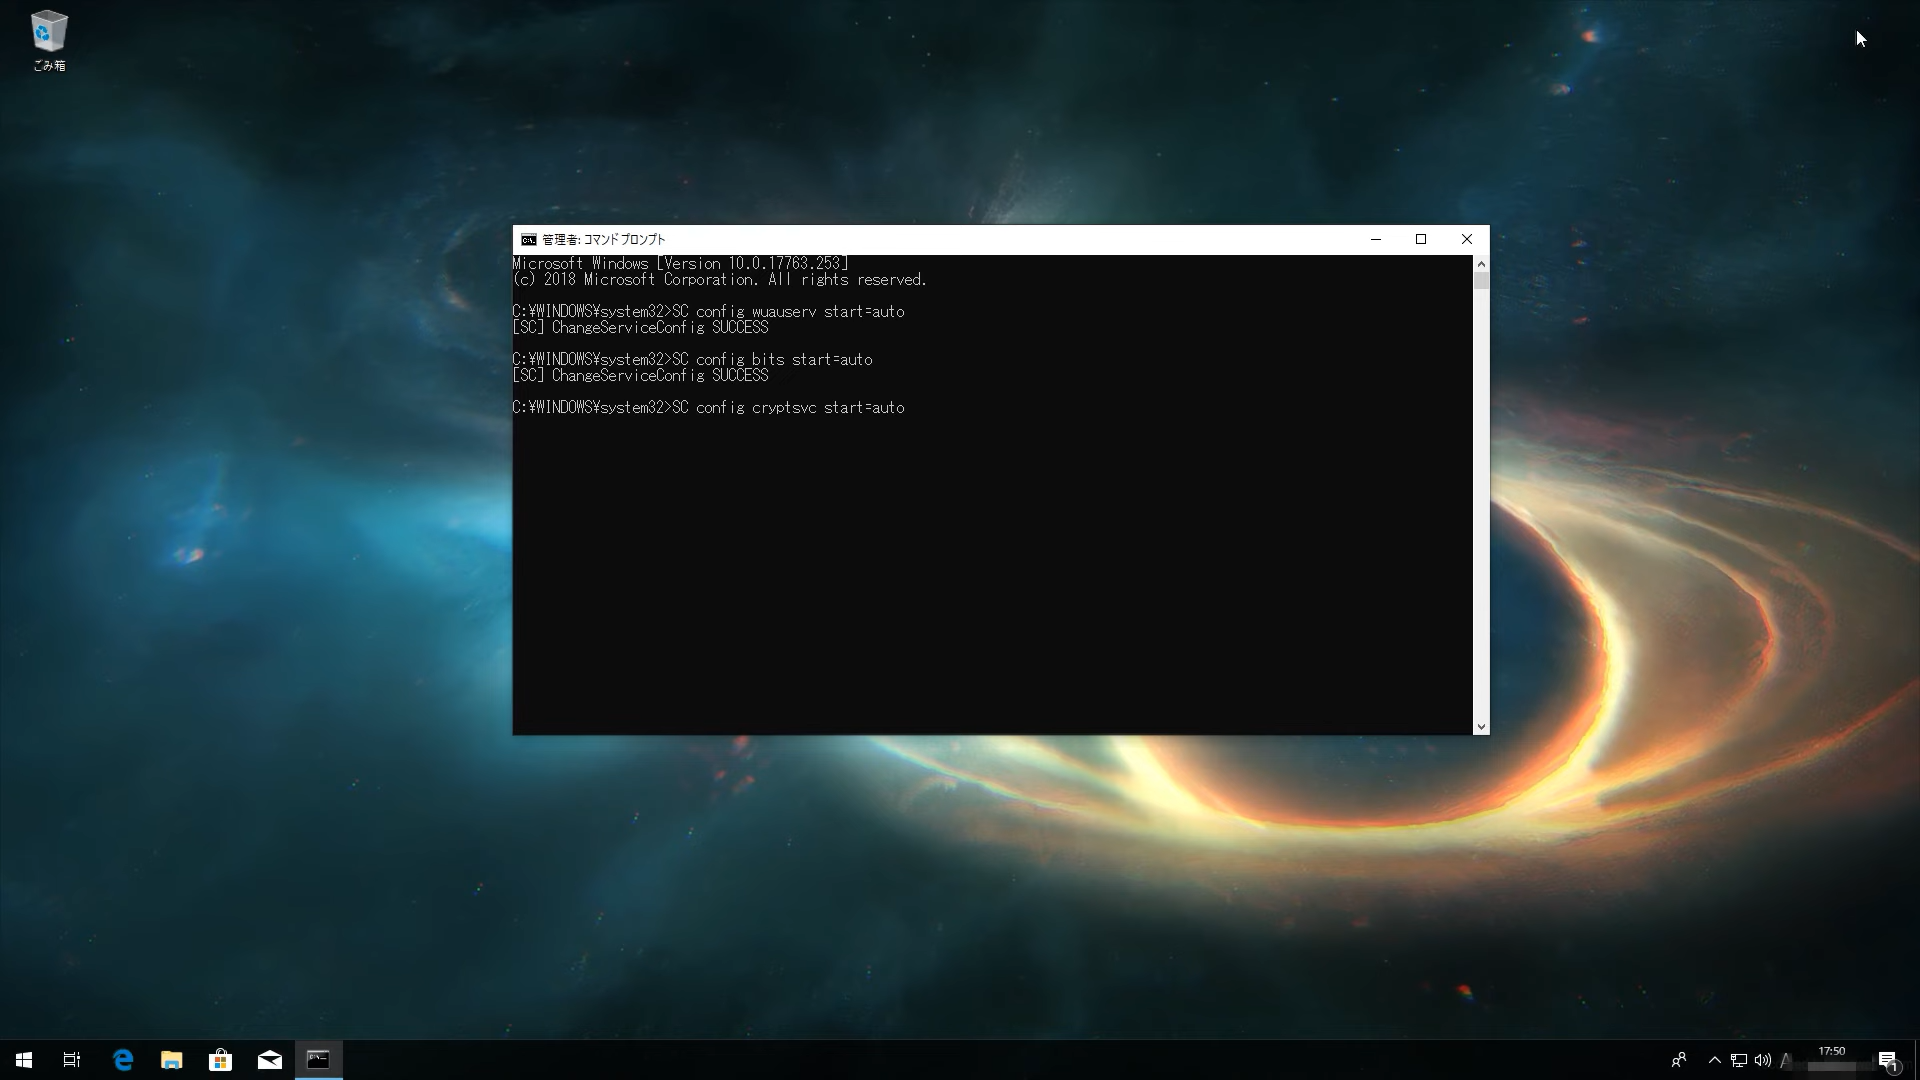 ごみ箱
管理者: コマンド プロンプト
Microsoft Windows [Version 10.0.17763.253]
(c) 2018 Microsoft Corporation. All rights reserved.
C:¥WINDOWS¥system32>SC config wuauserv start=auto
[SC] ChangeServiceConfig SUCCESS
C:¥WINDOWS¥system32>SC config bits start=auto
[SC] ChangeServiceConfig SUCCESS
C:¥WINDOWS¥system32>SC config cryptsvc start=auto
A
17:50
1